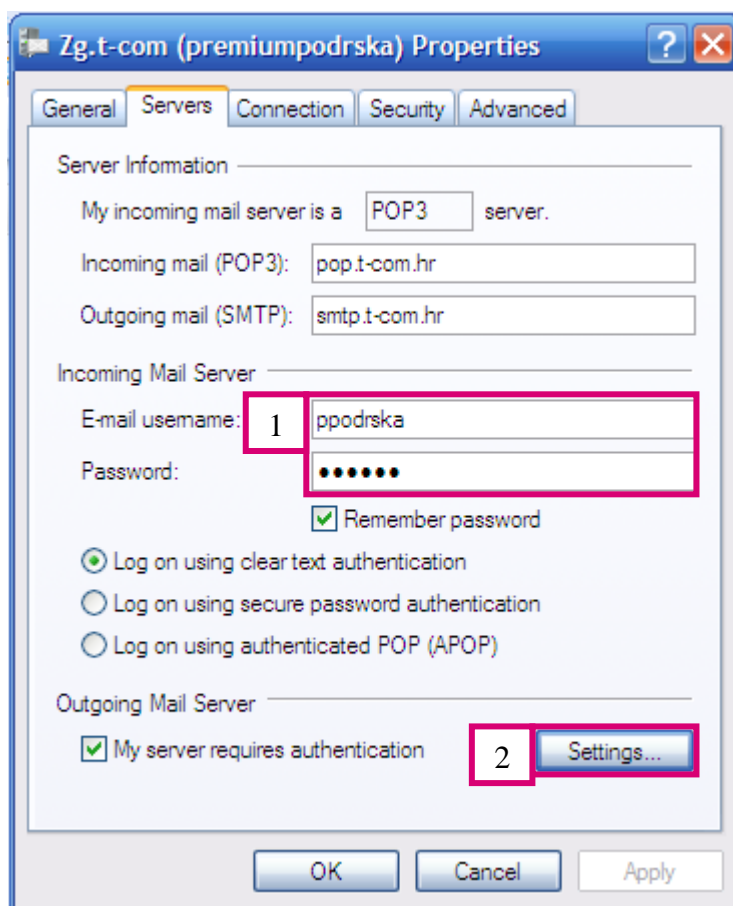 Zg.t-com (premiumpodrska) Properties
General Servers Connection Security Advanced
Server Information
My incoming mail server is a POP3 server.
Incoming mail (POP3): pop.t-com.hr
Outgoing mail (SMTP): smtp.t-com.hr
Incoming Mail Server
E-mail username: 1 ppodrska
Password: ●●●●●●
Remember password
Log on using clear text authentication
Log on using secure password authentication
Log on using authenticated POP (APOP)
Outgoing Mail Server
My server requires authentication 2 Settings...
OK Cancel Apply